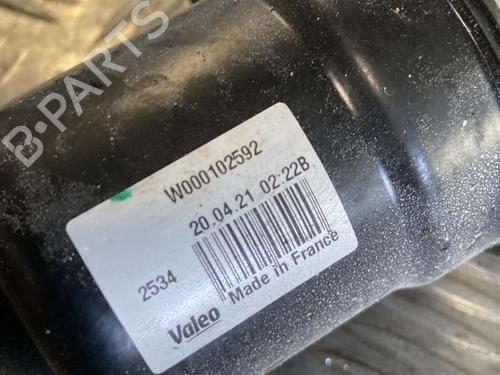 B-PARTS
W000102592
20.04.21 02:22B
2534
Made in France
Valeo